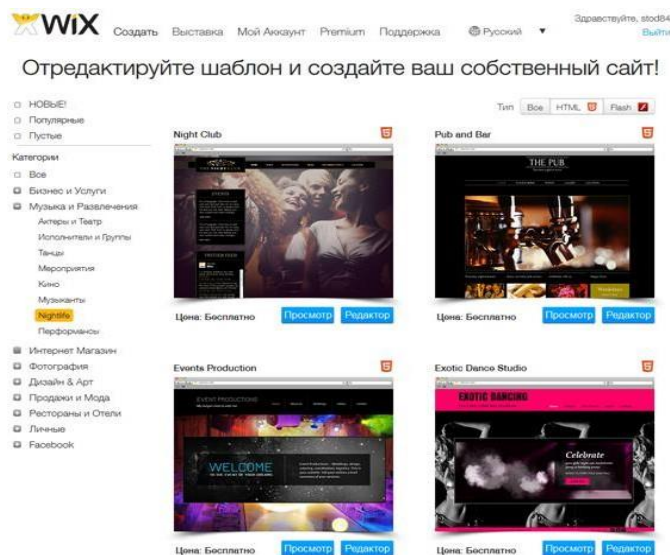 WiX Создать Выставка Мой Аккаунт Premium Поддержка Русский Здравствуйте, stod84
Выйти
Отредактируйте шаблон и создайте ваш собственный сайт!
НОВЫЕ!
Популярные
Пустые
Категории
Все
Бизнес и Услуги
Музыка и Развлечения
Актеры и Театр
Исполнители и Группы
Танцы
Мероприятия
Кино
Музыканты
Nightlife
Перформансы
Интернет Магазин
Фотография
Дизайн & Арт
Продажи и Мода
Рестораны и Отели
Личные
Facebook
Тип Все HTML Flash
Night Club
EVENTS
Цена: Бесплатно Просмотр Редактор
Pub and Bar
THE PUB
Цена: Бесплатно Просмотр Редактор
Events Production
EVENT PRODUCTIONS
WELCOME
Цена: Бесплатно Просмотр Редактор
Exotic Dance Studio
EXOTIC DANCING
Celebrate
Цена: Бесплатно Просмотр Редактор